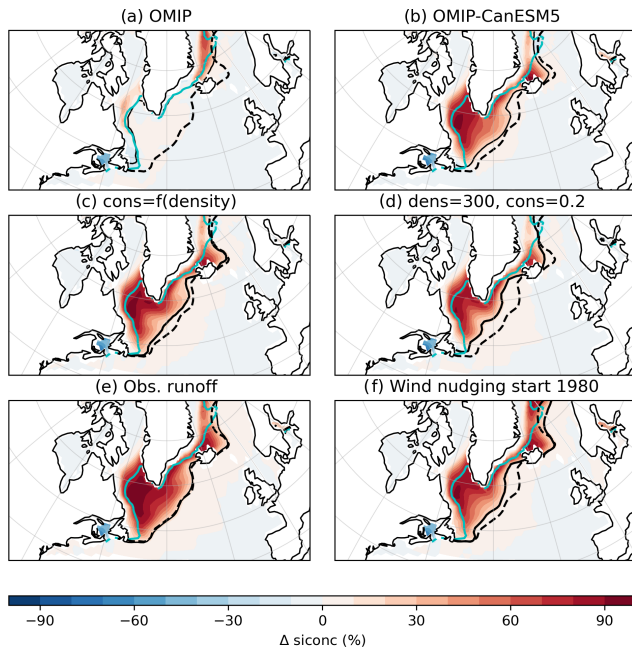 (a) OMIP
(b) OMIP-CanESM5
(c) cons=f(density)
(d) dens=300, cons=0.2
(e) Obs. runoff
(f) Wind nudging start 1980
−90 −60 −30 0 30 60 90
Δ siconc (%)